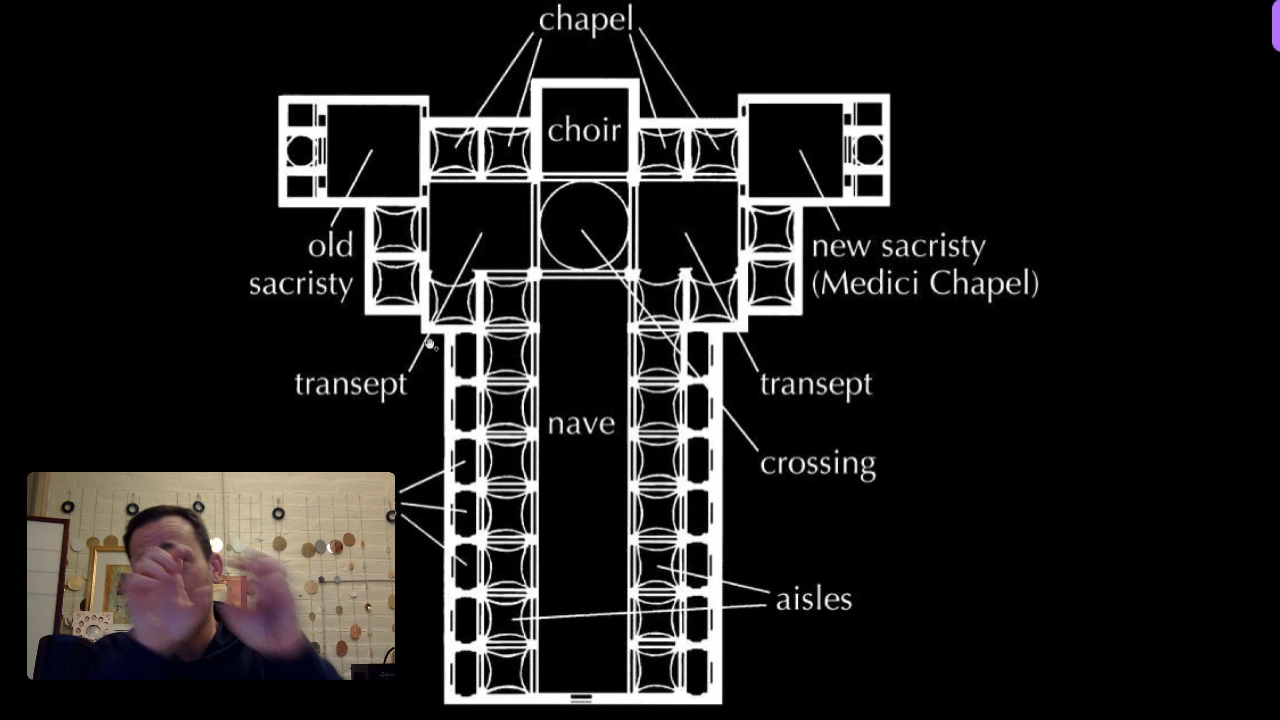 chapel
choir
old
sacristy
new sacristy
(Medici Chapel)
transept
transept
nave
crossing
aisles